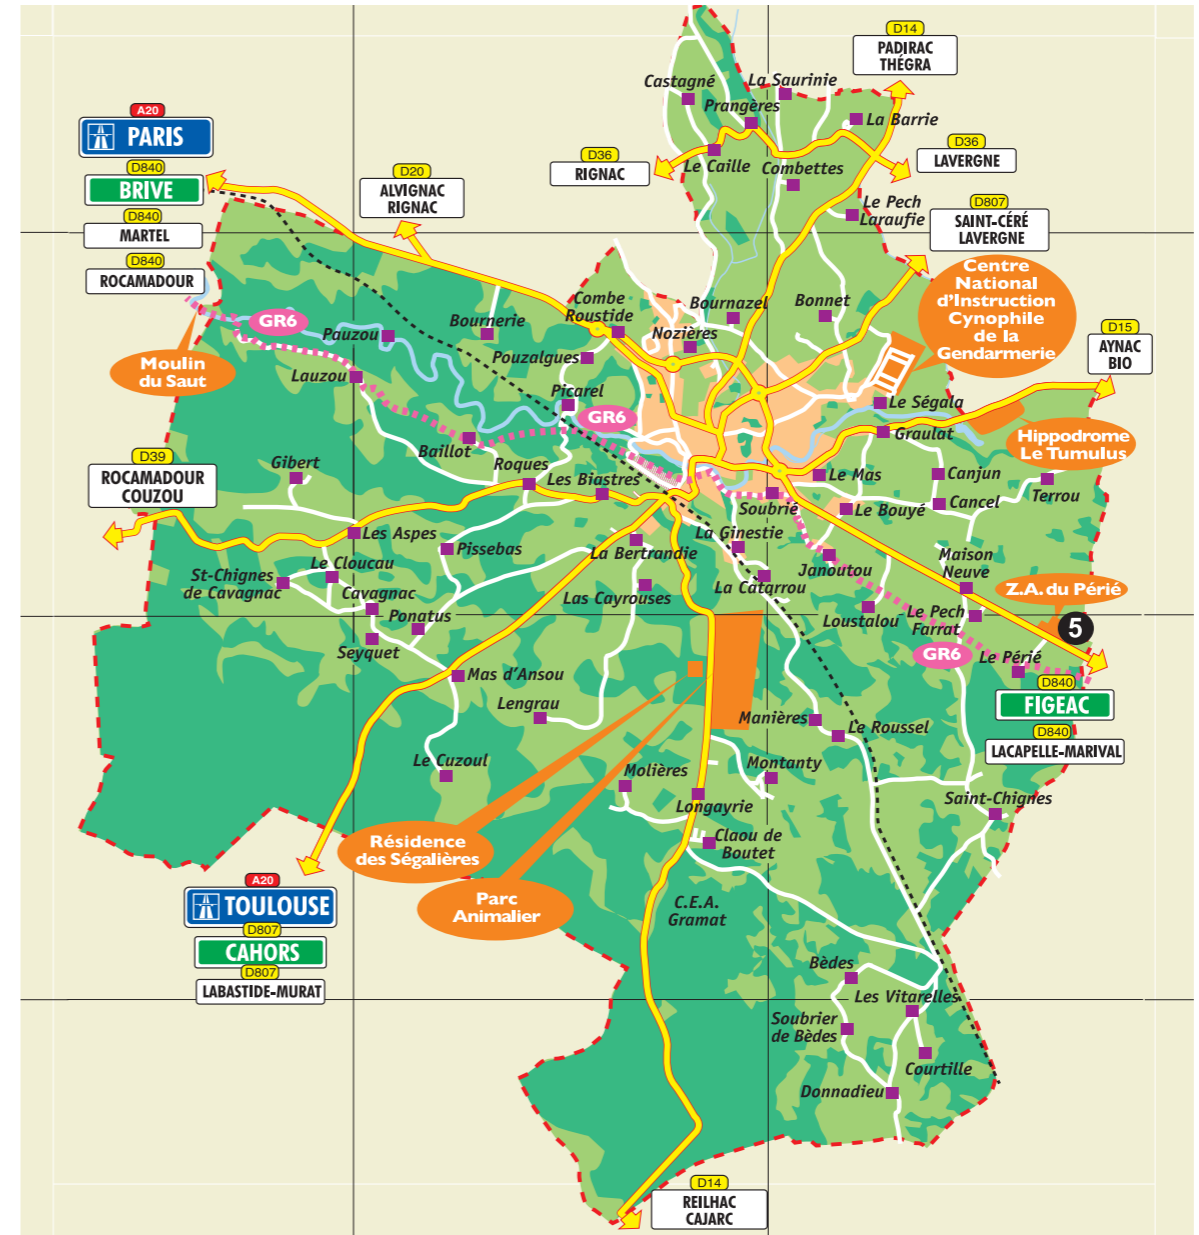 D14
PADIRAC
THÉGRA
Castagné
La Saurinie
Prangères
La Barrie
A20
PARIS
D840
BRIVE
D840
MARTEL
D840
ROCAMADOUR
D20
ALVIGNAC
RIGNAC
D36
RIGNAC
Le Caille
Combettes
D36
LAVERGNE
Le Pech
Laraufie
D807
SAINT-CÉRÉ
LAVERGNE
Centre
National
d'Instruction
Cynophile
de la
Gendarmerie
GR6
Pauzou
Bournerie
Combe
Roustide
Bournazel
Bonnet
Nozières
D15
AYNAC
BIO
Moulin
du Saut
Lauzou
Pouzalgues
Picarel
GR6
Le Ségala
Graulat
Hippodrome
Le Tumulus
Baillot
D39
ROCAMADOUR
COUZOU
Gibert
Roques
Les Biastres
Le Mas
Canjun
Cancel
Terrou
Soubrié
Le Bouyé
Les Aspes
Pissebas
La Bertrandie
La Ginestie
Janoutou
Maison
Neuve
St-Chignes
de Cavagnac
Le Cloucau
Cavagnac
Ponatus
Las Cayrouses
La Catarrou
Loustalou
Le Pech
Farrat
Z.A. du Périé
5
Seyquet
GR6
Le Périé
Mas d'Ansou
Lengrau
D840
FIGEAC
D840
LACAPELLE-MARIVAL
Manières
Le Roussel
Le Cuzoul
Molières
Montanty
Longayrie
Saint-Chignes
Résidence
des Ségalières
Claou de
Boutet
Parc
Animalier
C.E.A.
Gramat
A20
TOULOUSE
D807
CAHORS
D807
LABASTIDE-MURAT
Bèdes
Les Vitarelles
Soubrier
de Bèdes
Courtille
Donnadieu
D14
REILHAC
CAJARC